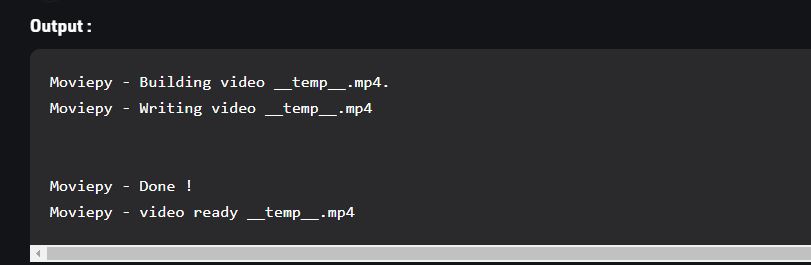 Output :
Moviepy - Building video __temp__.mp4.
Moviepy - Writing video __temp__.mp4
Moviepy - Done !
Moviepy - video ready __temp__.mp4